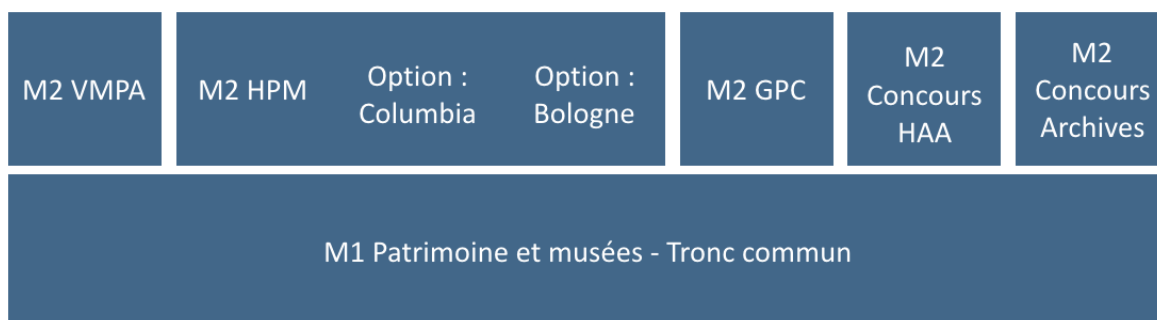 M2 VMPA
M2 HPM
Option :
Columbia
Option :
Bologne
M2 GPC
M2
Concours
HAA
M2
Concours
Archives
M1 Patrimoine et musées - Tronc commun